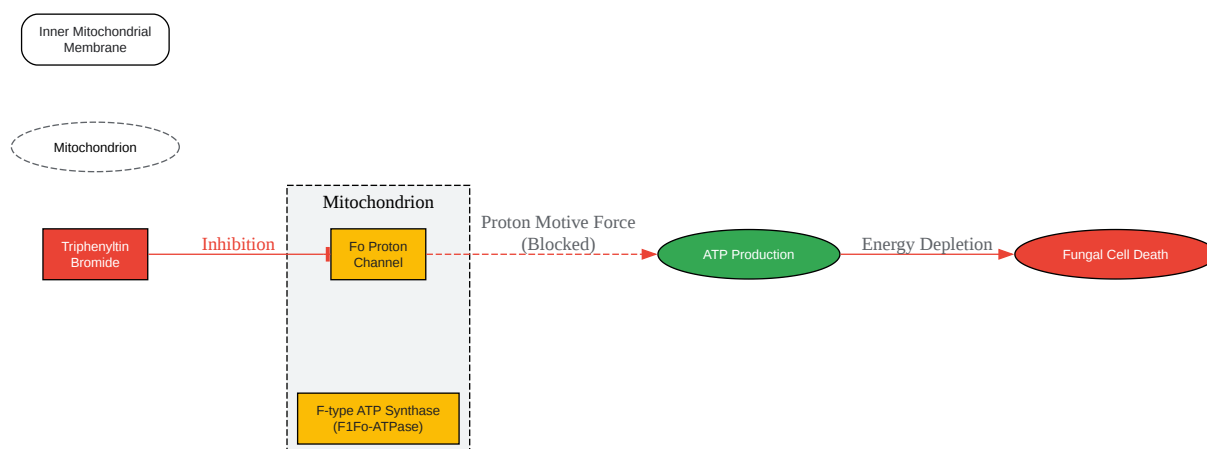 Inner Mitochondrial
Membrane
Mitochondrion
Mitochondrion
Triphenyltin
Bromide
Inhibition
Fo Proton
Channel
Proton Motive Force
(Blocked)
ATP Production
Energy Depletion
Fungal Cell Death
F-type ATP Synthase
(F1Fo-ATPase)